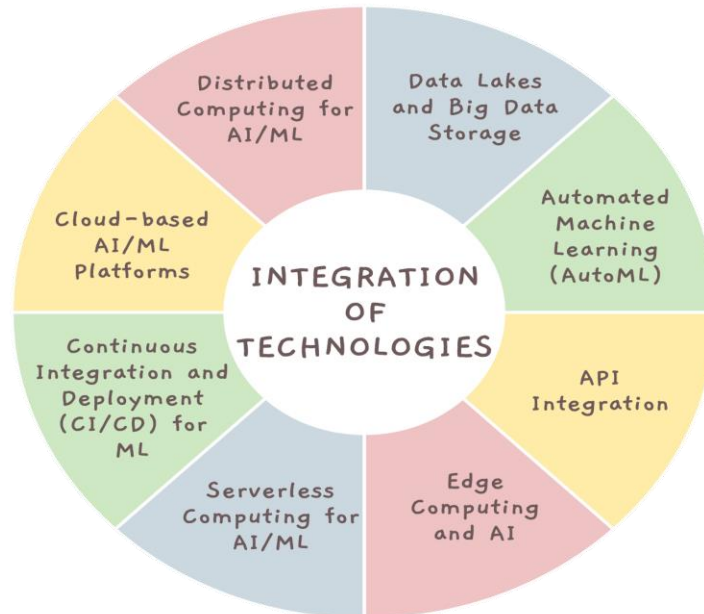 Distributed
Computing for
AI/ML
Data Lakes
and Big Data
Storage
Automated
Machine
Learning
(AutoML)
API
Integration
Edge
Computing
and AI
Serverless
Computing for
AI/ML
Continuous
Integration and
Deployment
(CI/CD) for
ML
Cloud-based
AI/ML
Platforms
INTEGRATION
OF
TECHNOLOGIES